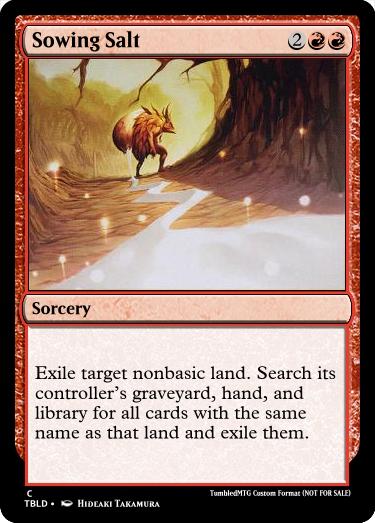 Sowing Salt 2
Sorcery
Exile target nonbasic land. Search its
controller's graveyard, hand, and
library for all cards with the same
name as that land and exile them.
C
TBLD • Hideaki Takamura
TumbledMTG Custom Format (NOT FOR SALE)